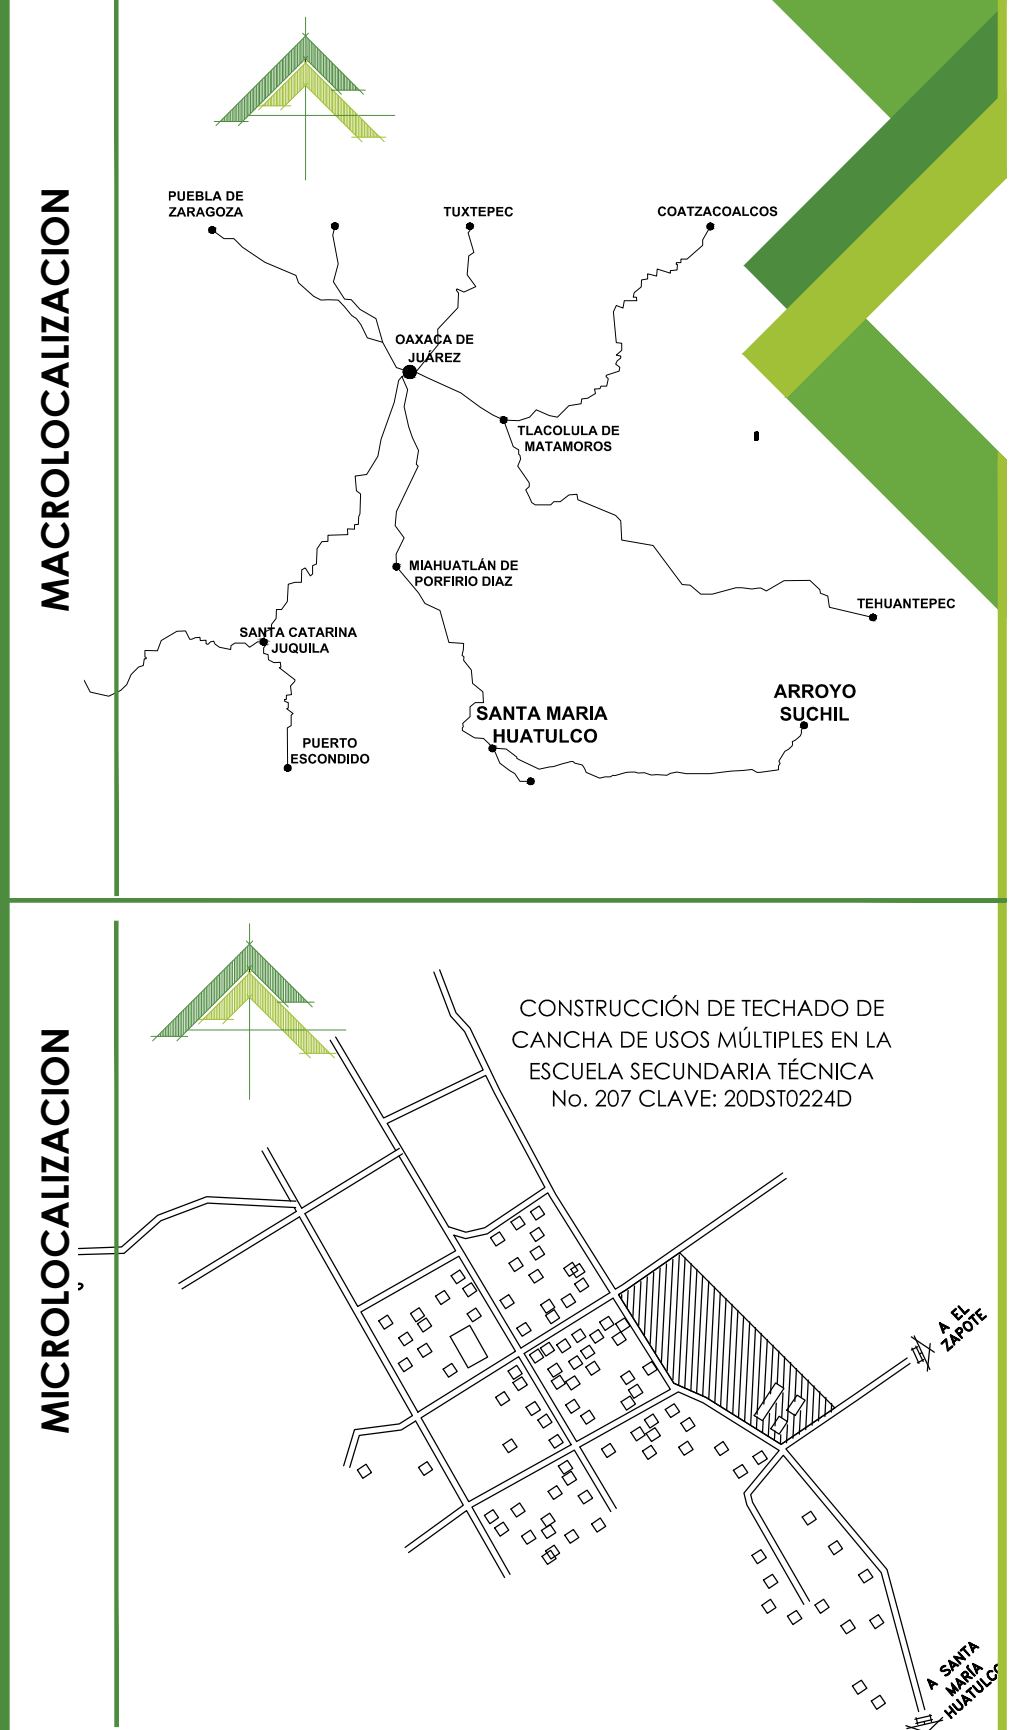 MACROLOCALIZACION
PUEBLA DE
ZARAGOZA
TUXTEPEC
COATZACOALCOS
OAXACA DE
JUÁREZ
TLACOLULA DE
MATAMOROS
MIAHUATLÁN DE
PORFIRIO DIAZ
TEHUANTEPEC
SANTA CATARINA
JUQUILA
ARROYO
SUCHIL
SANTA MARIA
HUATULCO
PUERTO
ESCONDIDO
MICROLOCALIZACION
CONSTRUCCIÓN DE TECHADO DE
CANCHA DE USOS MÚLTIPLES EN LA
ESCUELA SECUNDARIA TÉCNICA
No. 207 CLAVE: 20DST0224D
A EL
ZAPOTE
A SANTA
MARÍA
HUATULCO